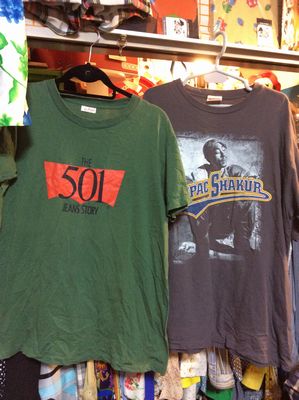 THE
501
JEANS STORY
PAC SHAKUR